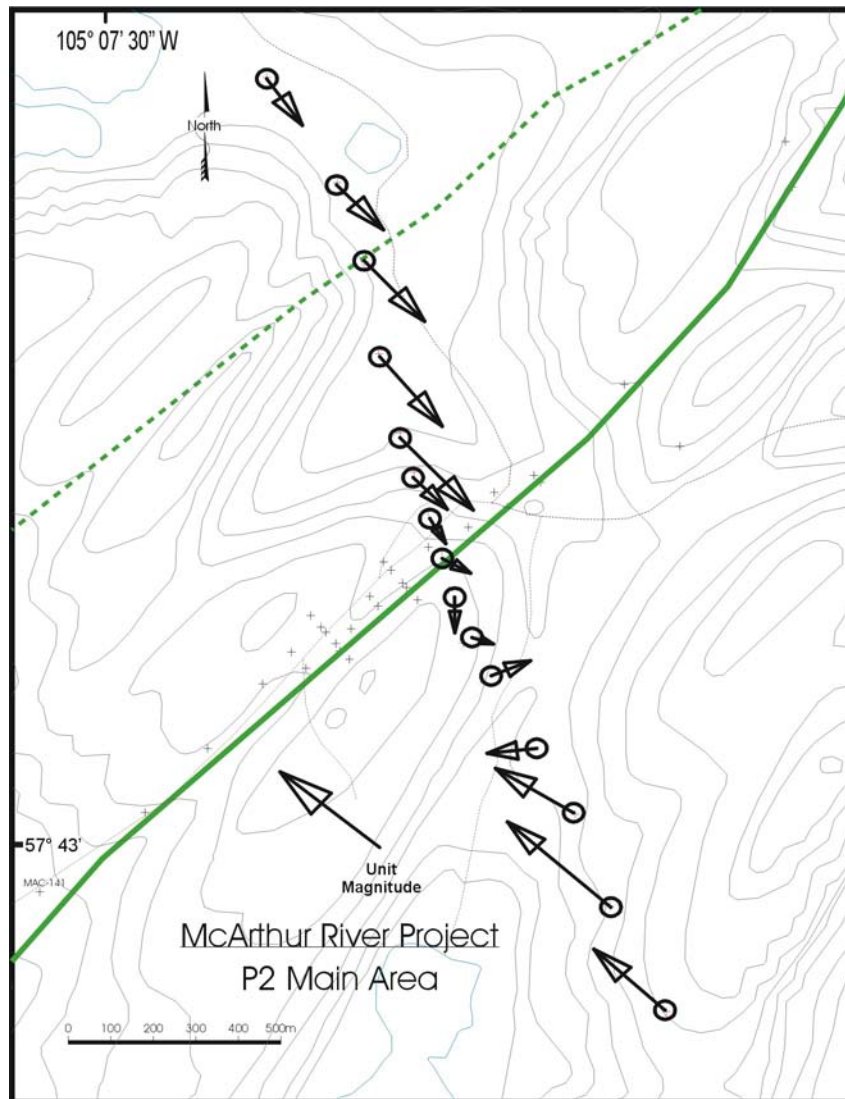 105° 07' 30" W
North
57° 43'
MAC-141
Unit
Magnitude
McArthur River Project
P2 Main Area
0 100 200 300 400 500m